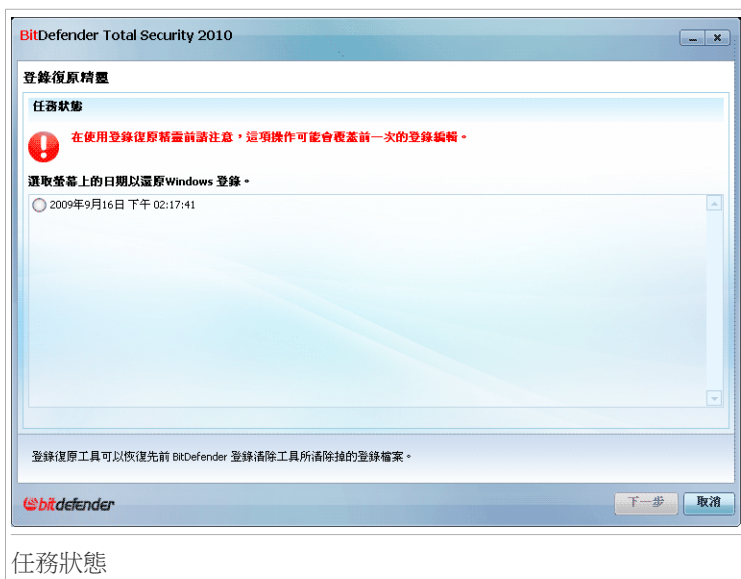 BitDefender Total Security 2010
登錄復原精靈
任務狀態
在使用登錄復原精靈前請注意，這項操作可能會覆蓋前一次的登錄編輯。
選取螢幕上的日期以還原Windows 登錄。
2009年9月16日 下午 02:17:41
登錄復原工具可以恢復先前 BitDefender 登錄清除工具所清除掉的登錄檔案。
bitdefender
下一步
取消
任務狀態